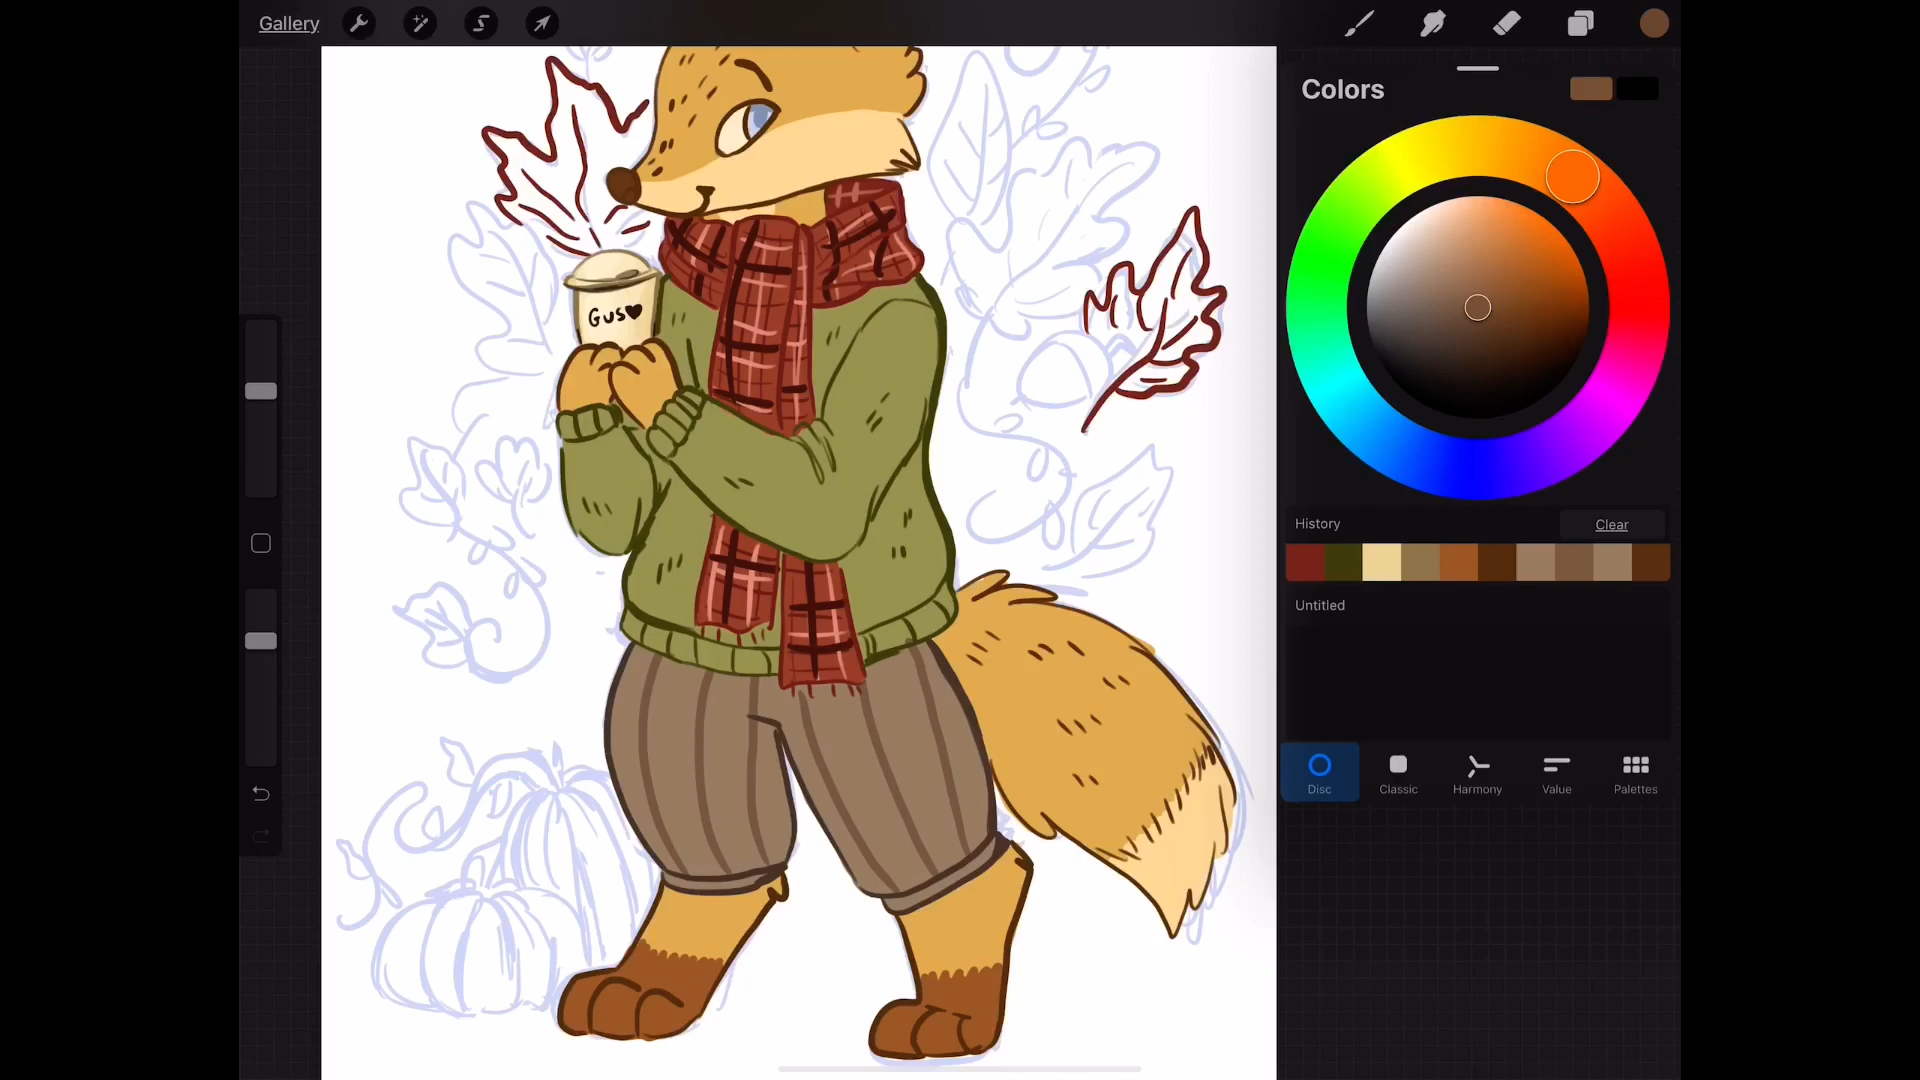 Gallery
Colors
GUS♥
History
Clear
Untitled
Disc
Classic
Harmony
Value
Palettes